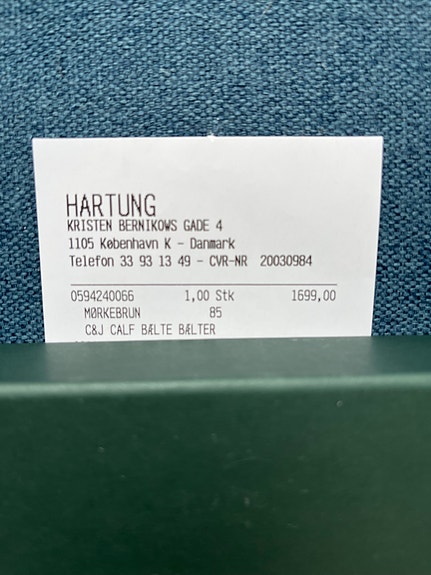 HARTUNG
KRISTEN BERNIKOWS GADE 4
1105 København K - Danmark
Telefon 33 93 13 49 - CVR-NR 20030984
0594240066 1,00 Stk 1699,00
MØRKEBRUN 85
C&J CALF BÆLTE BÆLTER